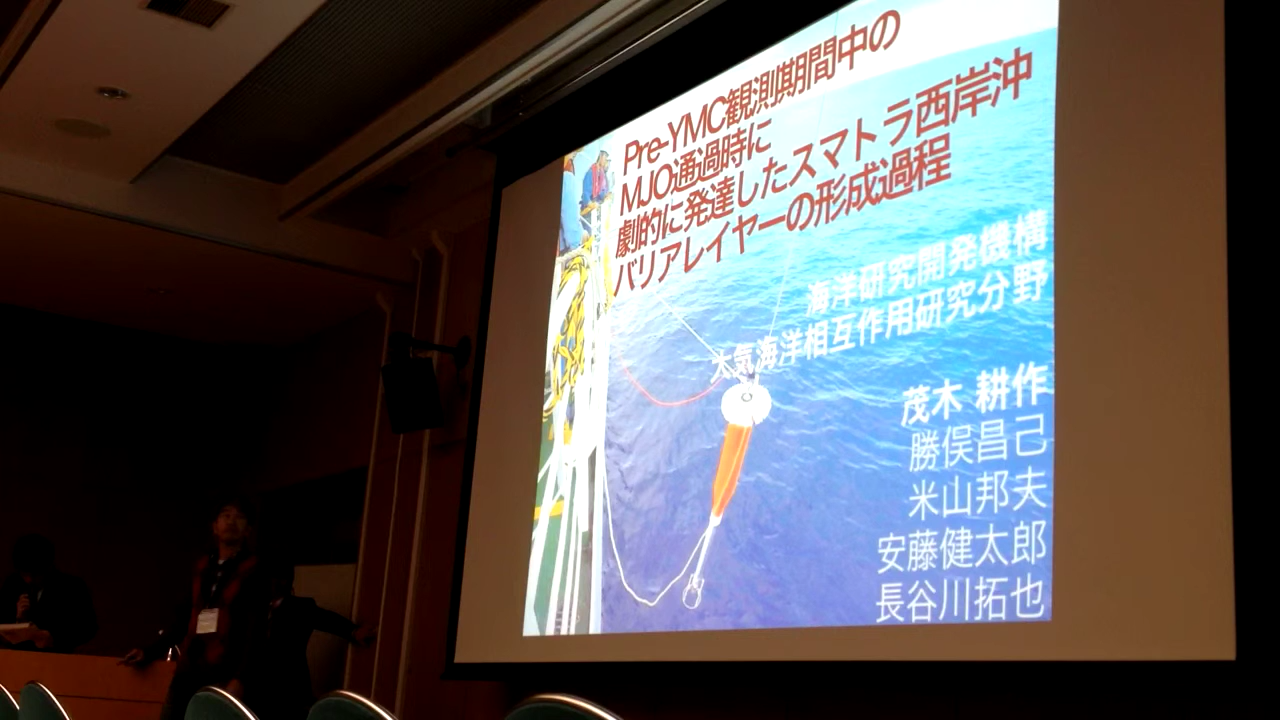 Pre-YMC観測期間中の
MJO通過時に
劇的に発達したスマトラ西岸沖
バリアレイヤーの形成過程
海洋研究開発機構
大気海洋相互作用研究分野
茂木 耕作
勝俣昌己
米山邦夫
安藤健太郎
長谷川拓也